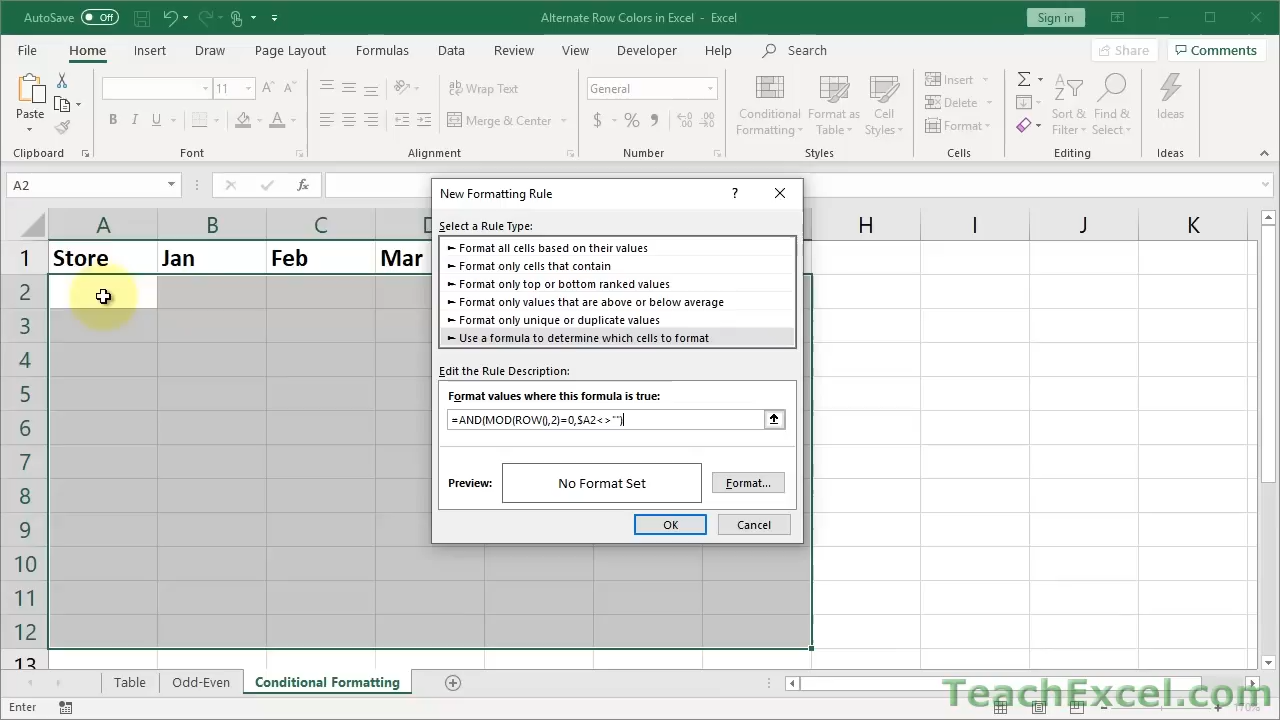 AutoSave Off Alternate Row Colors in Excel - Excel Sign in
File Home Insert Draw Page Layout Formulas Data Review View Developer Help Search Share Comments
Paste
11
Wrap Text
Merge & Center
General
$ % ,
Conditional Formatting
Format as Table
Cell Styles
Insert
Delete
Format
Sort & Filter
Find & Select
Ideas
B I U A
Clipboard Font Alignment Number Styles Cells Editing Ideas
A2 fx
A B C D H I J K
1 Store Jan Feb Mar
2
3
4
5
6
7
8
9
10
11
12
13
New Formatting Rule ?
Select a Rule Type:
► Format all cells based on their values
► Format only cells that contain
► Format only top or bottom ranked values
► Format only values that are above or below average
► Format only unique or duplicate values
► Use a formula to determine which cells to format
Edit the Rule Description:
Format values where this formula is true:
=AND(MOD(ROW(),2)=0,$A2<>"")
Preview: No Format Set Format...
OK Cancel
Table Odd-Even Conditional Formatting
Enter
TeachExcel.com
170%